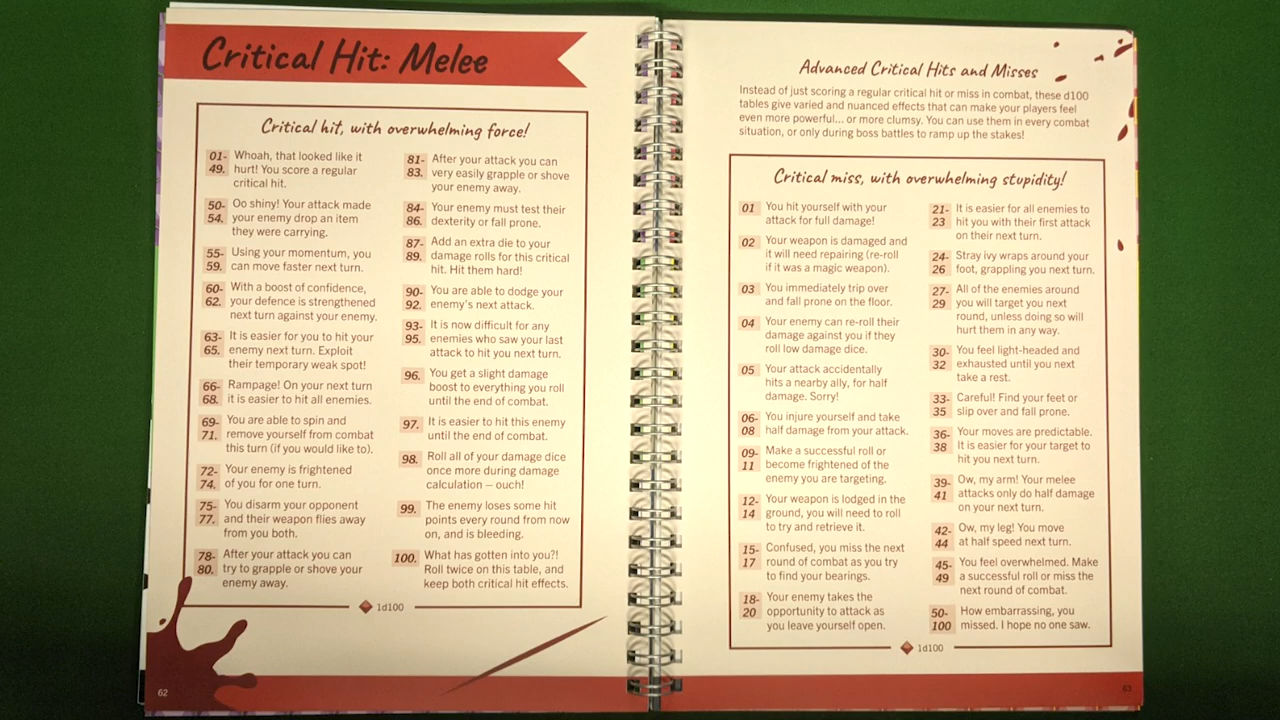 Critical Hit: Melee
Critical hit, with overwhelming force!
01-49. Whoah, that looked like it
hurt! You score a regular
critical hit.
50-54. Oo shiny! Your attack made
your enemy drop an item
they were carrying.
55-59. Using your momentum, you
can move faster next turn.
60-62. With a boost of confidence,
your defence is strengthened
next turn against your enemy.
63-65. It is easier for you to hit your
enemy next turn. Exploit
their temporary weak spot!
66-68. Rampage! On your next turn
it is easier to hit all enemies.
69-71. You are able to spin and
remove yourself from combat
this turn (if you would like to).
72-74. Your enemy is frightened
of you for one turn.
75-77. You disarm your opponent
and their weapon flies away
from you both.
78-80. After your attack you can
try to grapple or shove your
enemy away.
81-83. After your attack you can
very easily grapple or shove
your enemy away.
84-86. Your enemy must test their
dexterity or fall prone.
87-89. Add an extra die to your
damage rolls for this critical
hit. Hit them hard!
90-92. You are able to dodge your
enemy's next attack.
93-95. It is now difficult for any
enemies who saw your last
attack to hit you next turn.
96. You get a slight damage
boost to everything you roll
until the end of combat.
97. It is easier to hit this enemy
until the end of combat.
98. Roll all of your damage dice
once more during damage
calculation – ouch!
99. The enemy loses some hit
points every round from now
on, and is bleeding.
100. What has gotten into you?!
Roll twice on this table, and
keep both critical hit effects.
1d100
62
Advanced Critical Hits and Misses
Instead of just scoring a regular critical hit or miss in combat, these d100
tables give varied and nuanced effects that can make your players feel
even more powerful... or more clumsy. You can use them in every combat
situation, or only during boss battles to ramp up the stakes!
Critical miss, with overwhelming stupidity!
01 You hit yourself with your
attack for full damage!
02 Your weapon is damaged and
it will need repairing (re-roll
if it was a magic weapon).
03 You immediately trip over
and fall prone on the floor.
04 Your enemy can re-roll their
damage against you if they
roll low damage dice.
05 Your attack accidentally
hits a nearby ally, for half
damage. Sorry!
06-08 You injure yourself and take
half damage from your attack.
09-11 Make a successful roll or
become frightened of the
enemy you are targeting.
12-14 Your weapon is lodged in the
ground, you will need to roll
to try and retrieve it.
15-17 Confused, you miss the next
round of combat as you try
to find your bearings.
18-20 Your enemy takes the
opportunity to attack as
you leave yourself open.
21-23 It is easier for all enemies to
hit you with their first attack
on their next turn.
24-26 Stray ivy wraps around your
foot, grappling you next turn.
27-29 All of the enemies around
you will target you next
round, unless doing so will
hurt them in any way.
30-32 You feel light-headed and
exhausted until you next
take a rest.
33-35 Careful! Find your feet or
slip over and fall prone.
36-38 Your moves are predictable.
It is easier for your target to
hit you next turn.
39-41 Ow, my arm! Your melee
attacks only do half damage
on your next turn.
42-44 Ow, my leg! You move
at half speed next turn.
45-49 You feel overwhelmed. Make
a successful roll or miss the
next round of combat.
50-100 How embarrassing, you
missed. I hope no one saw.
1d100
63